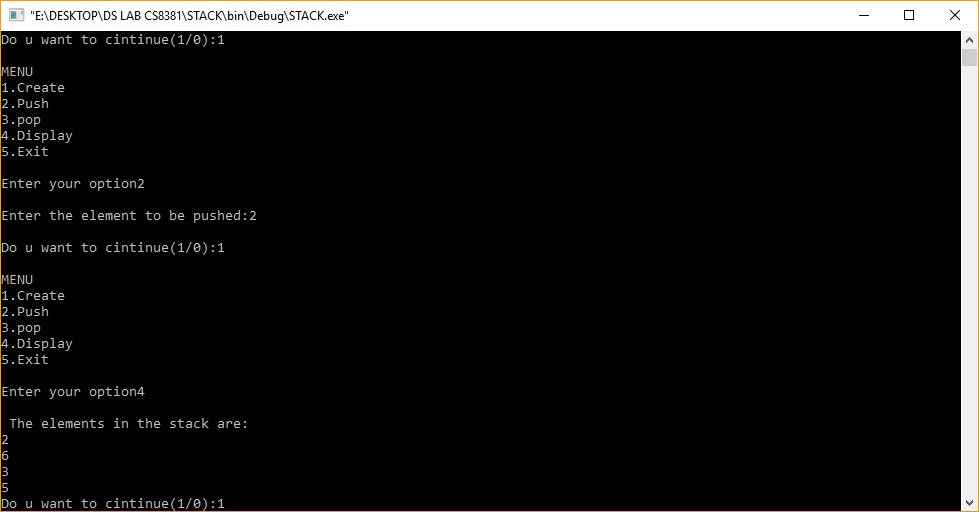 "E:\DESKTOP\DS LAB CS8381\STACK\bin\Debug\STACK.exe"
Do u want to cintinue(1/0):1
MENU
1.Create
2.Push
3.pop
4.Display
5.Exit
Enter your option2
Enter the element to be pushed:2
Do u want to cintinue(1/0):1
MENU
1.Create
2.Push
3.pop
4.Display
5.Exit
Enter your option4
The elements in the stack are:
2
6
3
5
Do u want to cintinue(1/0):1